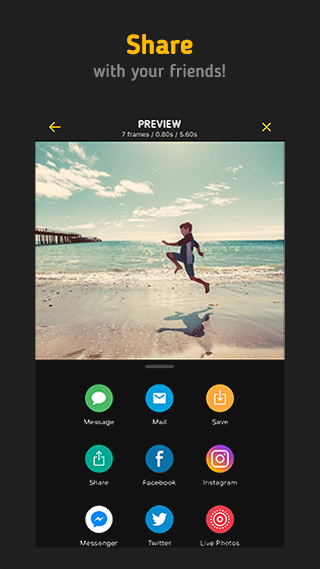 Share
with your friends!
PREVIEW
7 frames / 0.80s / 5.60s
Message
Mail
Save
Share
Facebook
Instagram
Messenger
Twitter
Live Photos